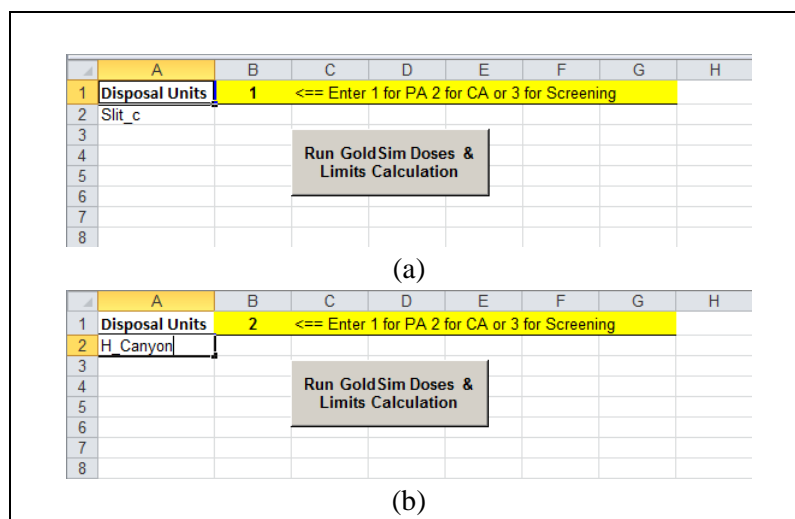 A B C D E F G H
1 Disposal Units 1 <== Enter 1 for PA 2 for CA or 3 for Screening
2 Slit_c
3
4 Run GoldSim Doses &
5 Limits Calculation
6
7
8
(a)
A B C D E F G H
1 Disposal Units 2 <== Enter 1 for PA 2 for CA or 3 for Screening
2 H_Canyon
3
4 Run GoldSim Doses &
5 Limits Calculation
6
7
8
(b)